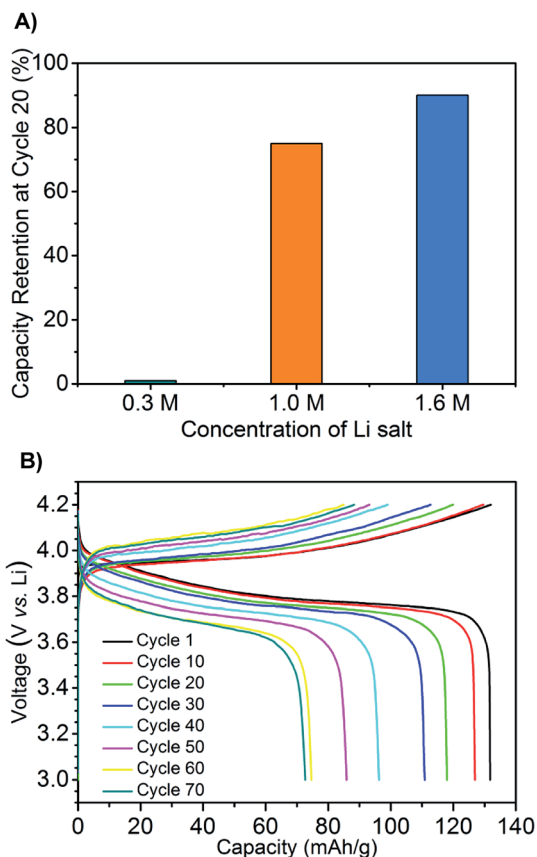 A)
Capacity Retention at Cycle 20 (%)
100
80
60
40
20
0
0.3 M 1.0 M 1.6 M
Concentration of Li salt
B)
Voltage (V vs. Li)
4.2
4.0
3.8
3.6
3.4
3.2
3.0
Cycle 1
Cycle 10
Cycle 20
Cycle 30
Cycle 40
Cycle 50
Cycle 60
Cycle 70
0 20 40 60 80 100 120 140
Capacity (mAh/g)